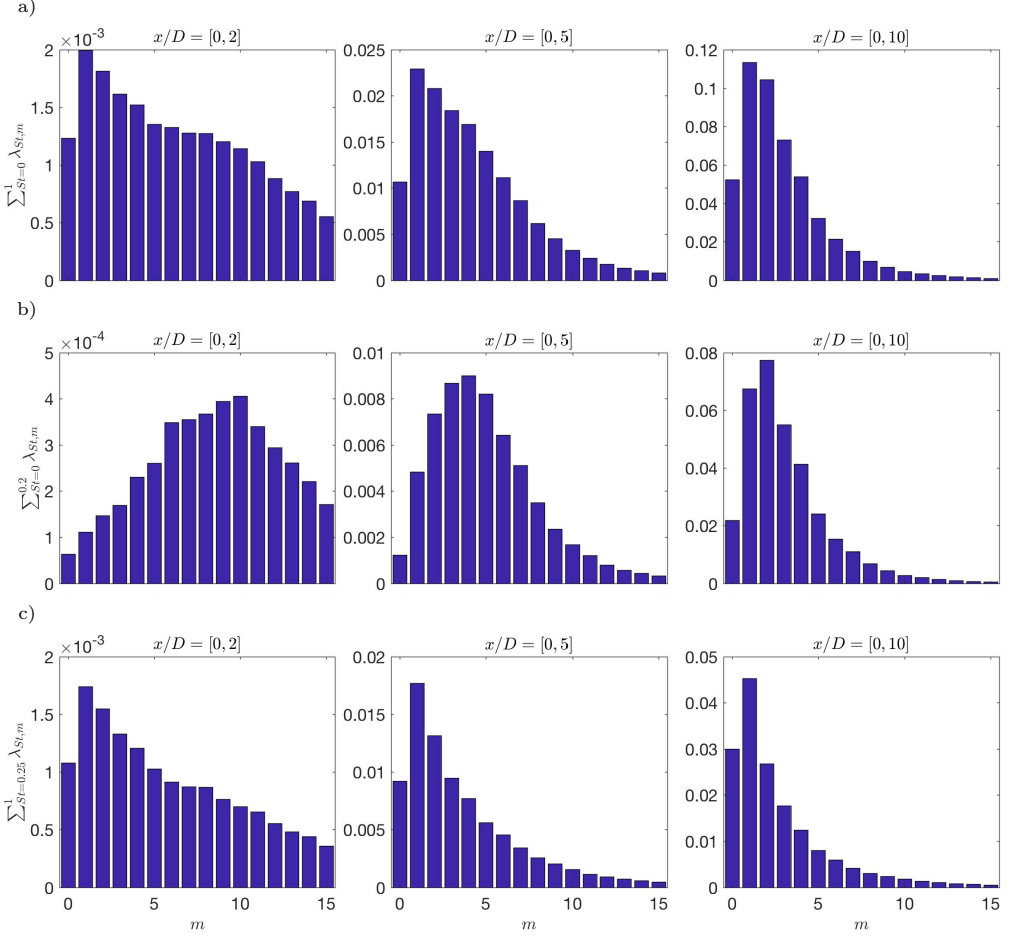 a)
x/D = [0, 2] x/D = [0, 5] x/D = [0, 10]
×10⁻³
2 1.5 1 0.5 0
0.025 0.02 0.015 0.01 0.005 0
0.12 0.1 0.08 0.06 0.04 0.02 0
∑¹_{St=0} λ_{St,m}
b)
x/D = [0, 2] x/D = [0, 5] x/D = [0, 10]
×10⁻⁴
5 4 3 2 1 0
0.01 0.008 0.006 0.004 0.002 0
0.08 0.06 0.04 0.02 0
∑^{0.2}_{St=0} λ_{St,m}
c)
x/D = [0, 2] x/D = [0, 5] x/D = [0, 10]
×10⁻³
2 1.5 1 0.5 0
0.02 0.015 0.01 0.005 0
0.05 0.04 0.03 0.02 0.01 0
∑¹_{St=0.25} λ_{St,m}
0 5 10 15 0 5 10 15 0 5 10 15
m m m